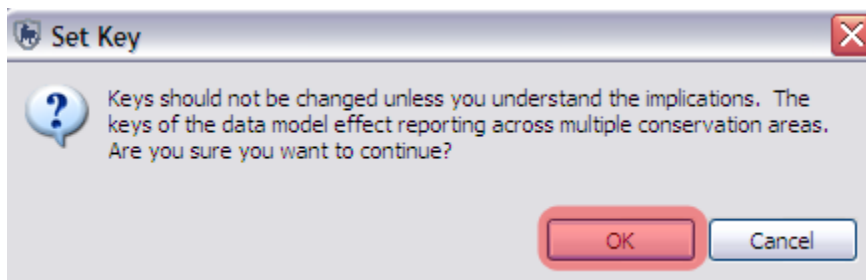 Set Key
Keys should not be changed unless you understand the implications. The
keys of the data model effect reporting across multiple conservation areas.
Are you sure you want to continue?
OK
Cancel